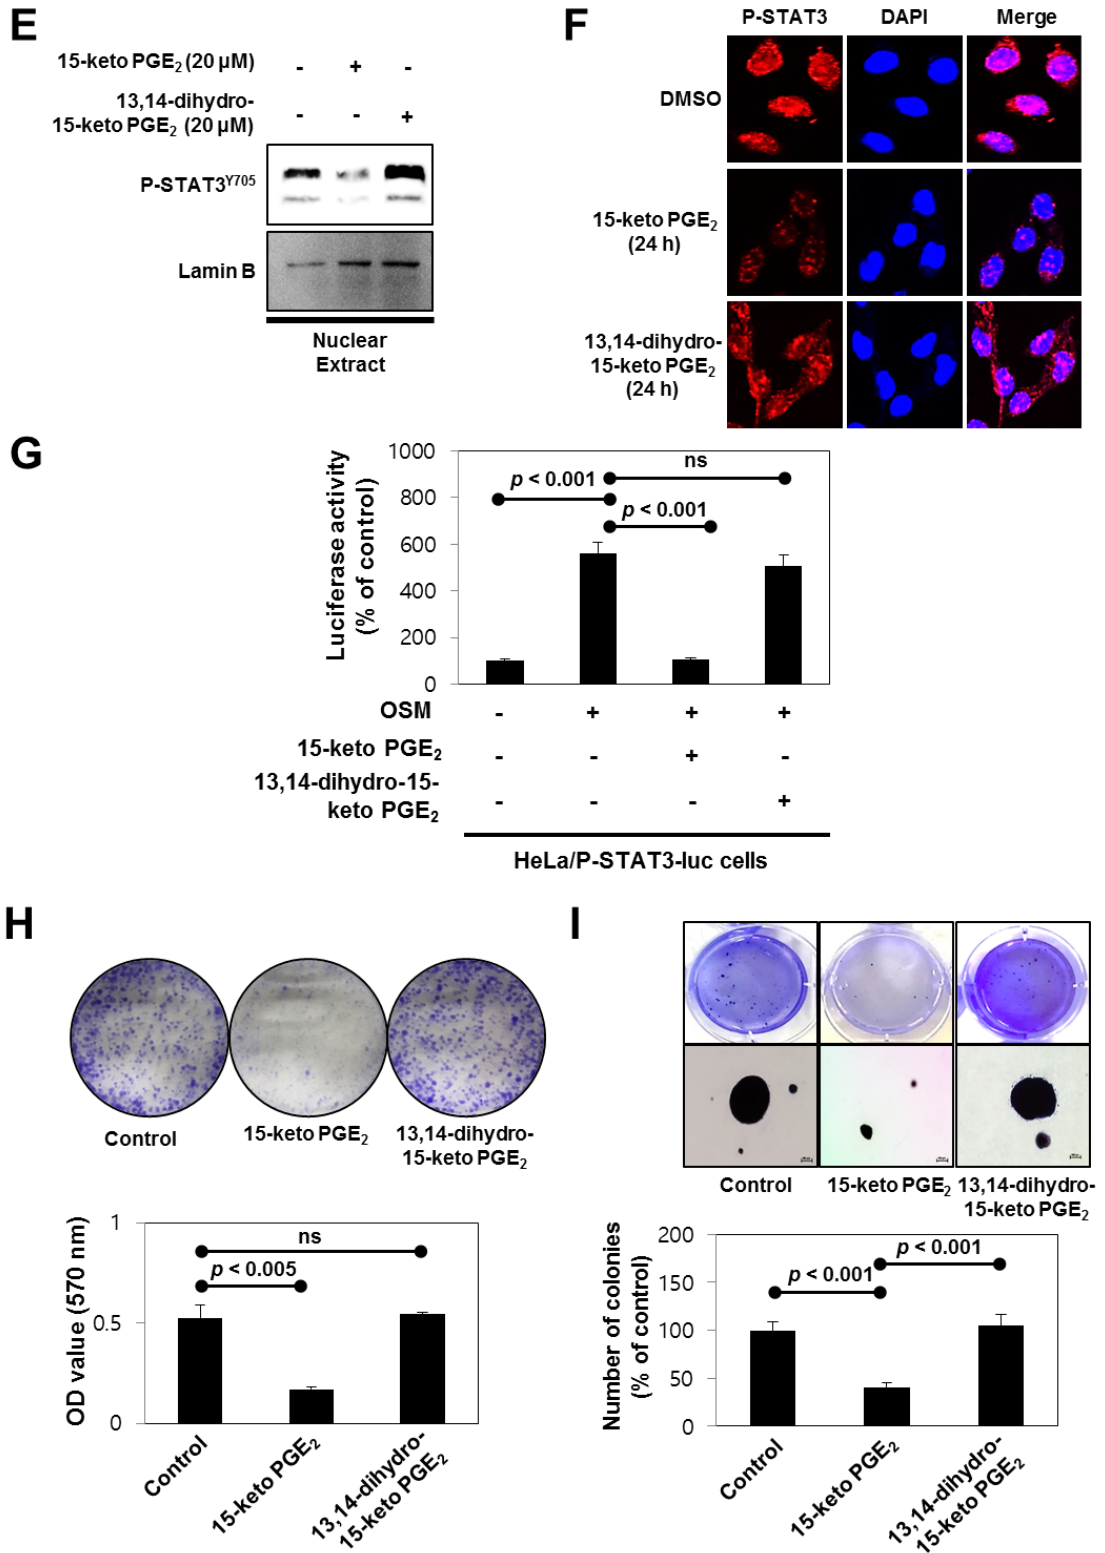 E
15-keto PGE₂ (20 µM) - + -
13,14-dihydro-
15-keto PGE₂ (20 µM) - - +
P-STAT3ʸ⁷⁰⁵
Lamin B
Nuclear
Extract
F
P-STAT3 DAPI Merge
DMSO
15-keto PGE₂
(24 h)
13,14-dihydro-
15-keto PGE₂
(24 h)
G
Luciferase activity
(% of control)
1000
800
600
400
200
0
ns
p < 0.001
p < 0.001
OSM - + + +
15-keto PGE₂ - - + -
13,14-dihydro-15-
keto PGE₂ - - - +
HeLa/P-STAT3-luc cells
H
Control
15-keto PGE₂
13,14-dihydro-
15-keto PGE₂
OD value (570 nm)
1
0.5
0
ns
p < 0.005
Control
15-keto PGE₂
13,14-dihydro-
15-keto PGE₂
I
Control
15-keto PGE₂
13,14-dihydro-
15-keto PGE₂
Number of colonies
(% of control)
200
150
100
50
0
p < 0.001
p < 0.001
Control
15-keto PGE₂
13,14-dihydro-
15-keto PGE₂